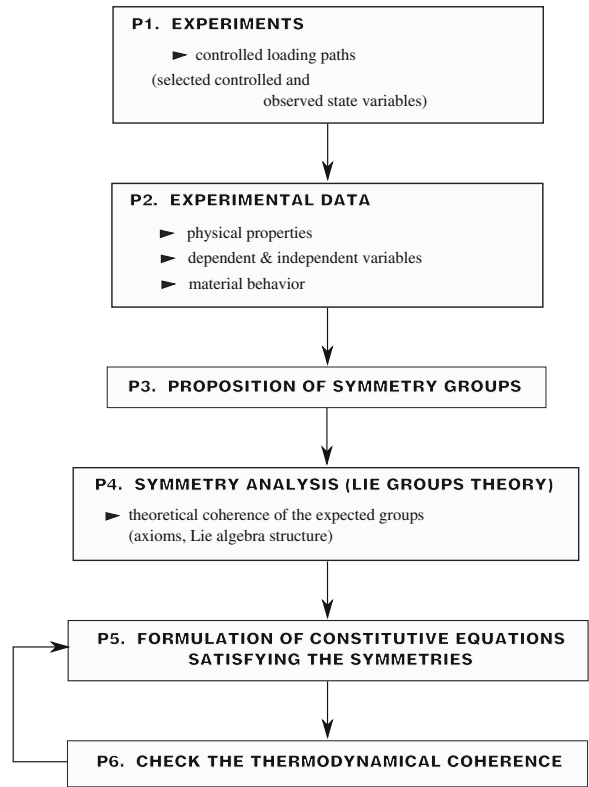 P1. EXPERIMENTS
► controlled loading paths
(selected controlled and
observed state variables)
P2. EXPERIMENTAL DATA
► physical properties
► dependent & independent variables
► material behavior
P3. PROPOSITION OF SYMMETRY GROUPS
P4. SYMMETRY ANALYSIS (LIE GROUPS THEORY)
► theoretical coherence of the expected groups
(axioms, Lie algebra structure)
P5. FORMULATION OF CONSTITUTIVE EQUATIONS
SATISFYING THE SYMMETRIES
P6. CHECK THE THERMODYNAMICAL COHERENCE